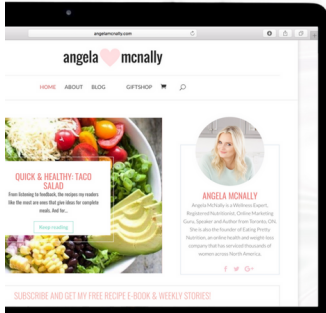 angelamcnally.com
angela mcnally
HOME ABOUT BLOG GIFTSHOP
QUICK & HEALTHY: TACO
SALAD
From listening to feedback, the recipes my readers
like the most are ones that give ideas for complete
meals. And for...
Keep reading
ANGELA MCNALLY
Angela McNally is a Wellness Expert,
Registered Nutritionist, Online Marketing
Guru, Speaker and Author from Toronto, ON.
She is also the founder of Eating Pretty
Nutrition, an online health and weight-loss
company that has serviced thousands of
women across North America.
SUBSCRIBE AND GET MY FREE RECIPE E-BOOK & WEEKLY STORIES!